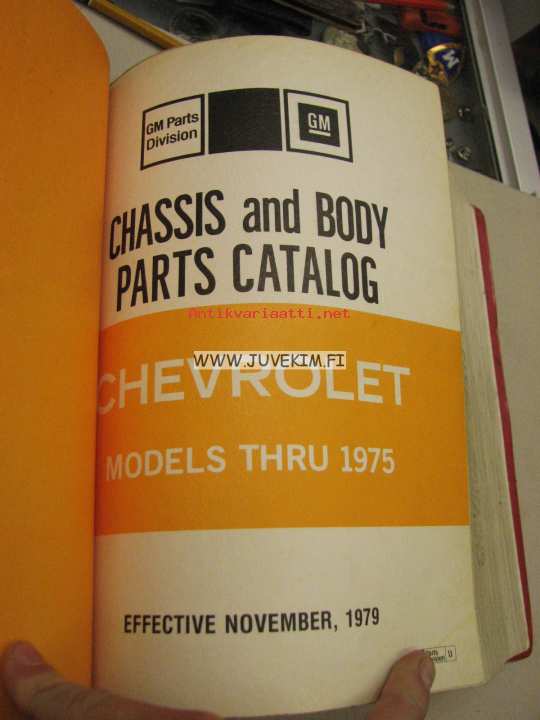 GM Parts
Division
GM
CHASSIS and BODY
PARTS CATALOG
Antikvariaatti.net
WWW.JUVEKIM.FI
CHEVROLET
MODELS THRU 1975
EFFECTIVE NOVEMBER, 1979